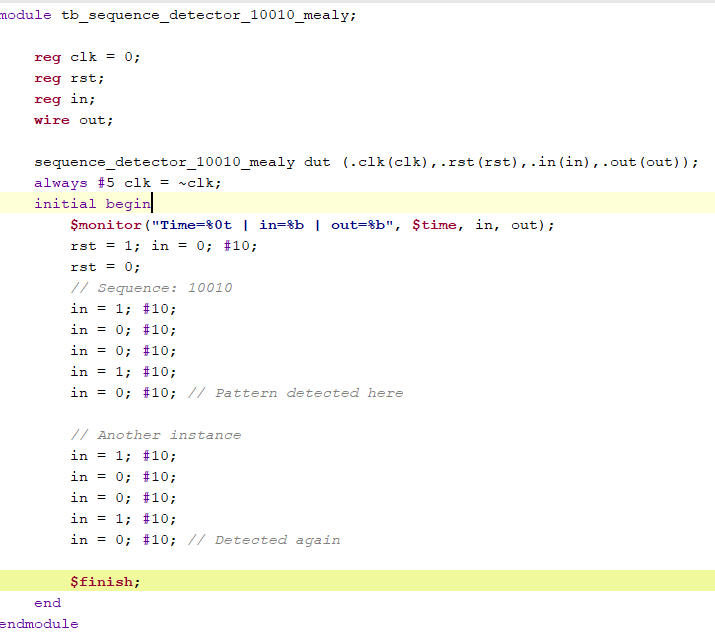 module tb_sequence_detector_10010_mealy;
reg clk = 0;
reg rst;
reg in;
wire out;
sequence_detector_10010_mealy dut (.clk(clk),.rst(rst),.in(in),.out(out));
always #5 clk = ~clk;
initial begin
$monitor("Time=%0t | in=%b | out=%b", $time, in, out);
rst = 1; in = 0; #10;
rst = 0;
// Sequence: 10010
in = 1; #10;
in = 0; #10;
in = 0; #10;
in = 1; #10;
in = 0; #10; // Pattern detected here
// Another instance
in = 1; #10;
in = 0; #10;
in = 0; #10;
in = 1; #10;
in = 0; #10; // Detected again
$finish;
end
endmodule